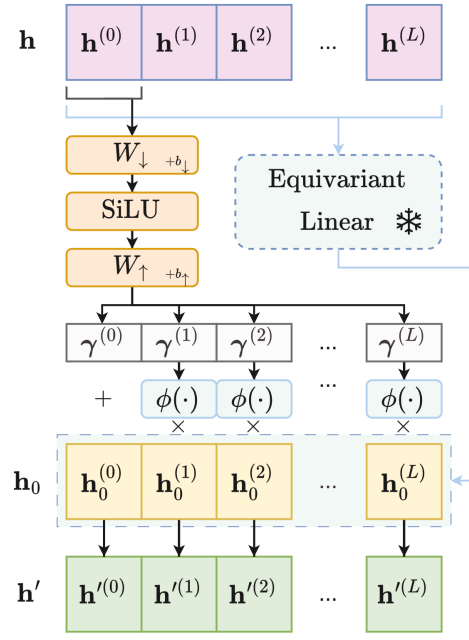 h h⁽⁰⁾ h⁽¹⁾ h⁽²⁾ ... h⁽ᴸ⁾
W↓ +b↓
Equivariant
SiLU
Linear
W↑ +b↑
γ⁽⁰⁾ γ⁽¹⁾ γ⁽²⁾ ... γ⁽ᴸ⁾
+ ϕ(·) ϕ(·) ... ϕ(·)
× × ×
h₀ h₀⁽⁰⁾ h₀⁽¹⁾ h₀⁽²⁾ ... h₀⁽ᴸ⁾
h′ h′⁽⁰⁾ h′⁽¹⁾ h′⁽²⁾ ... h′⁽ᴸ⁾